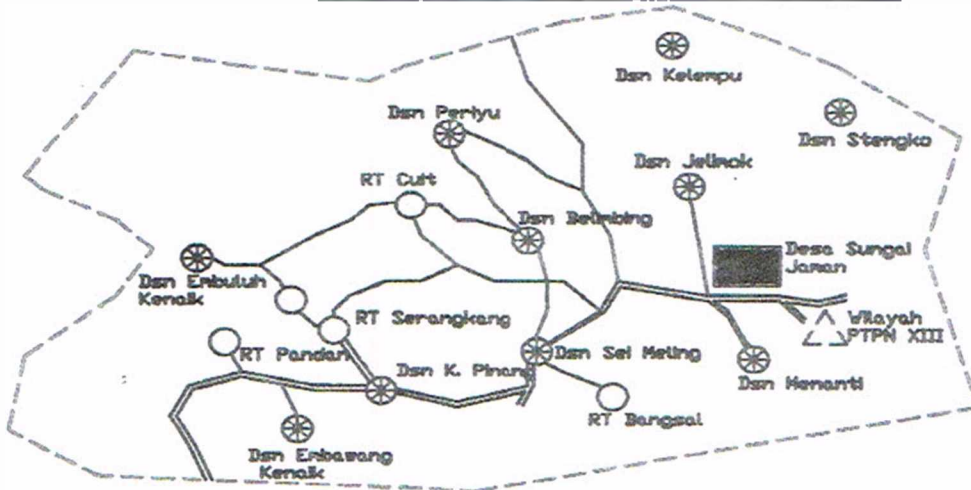 Dsn Kelempu
Dsn Stengko
Dsn Periyu
Dsn Jelimok
RT Cuit
Dsn Belimbing
Desa Sungai
Jaman
Dsn Embuluh
Kenaik
RT Serangkang
Wilayah
PTPN XIII
RT Pandan
Dsn K. Pinang
Dsn Sei Meling
Dsn Menanti
RT Bangsal
Dsn Embawang
Kenaik